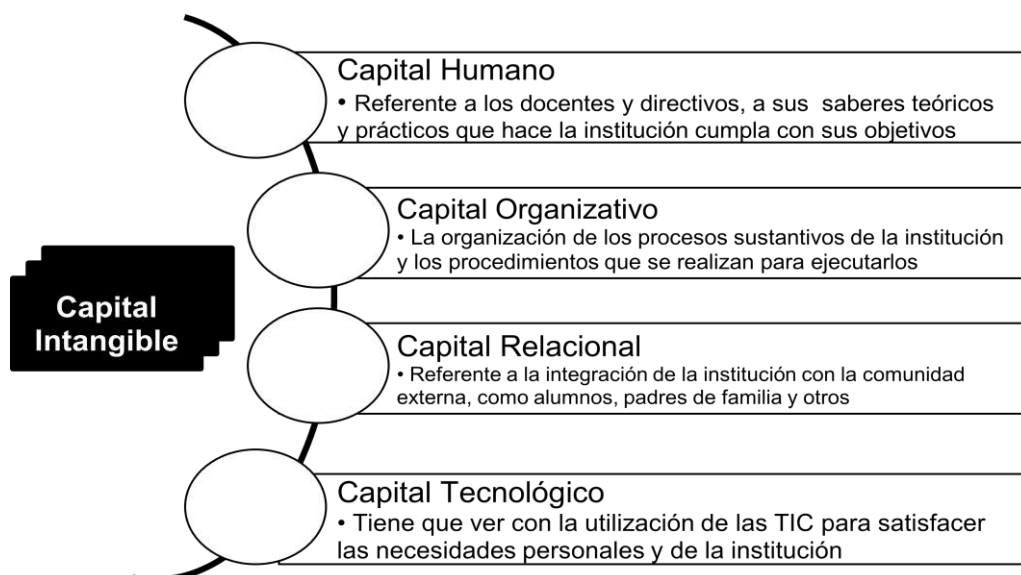 Capital Humano
• Referente a los docentes y directivos, a sus saberes teóricos
y prácticos que hace la institución cumpla con sus objetivos
Capital Organizativo
• La organización de los procesos sustantivos de la institución
y los procedimientos que se realizan para ejecutarlos
Capital
Intangible
Capital Relacional
• Referente a la integración de la institución con la comunidad
externa, como alumnos, padres de familia y otros
Capital Tecnológico
• Tiene que ver con la utilización de las TIC para satisfacer
las necesidades personales y de la institución